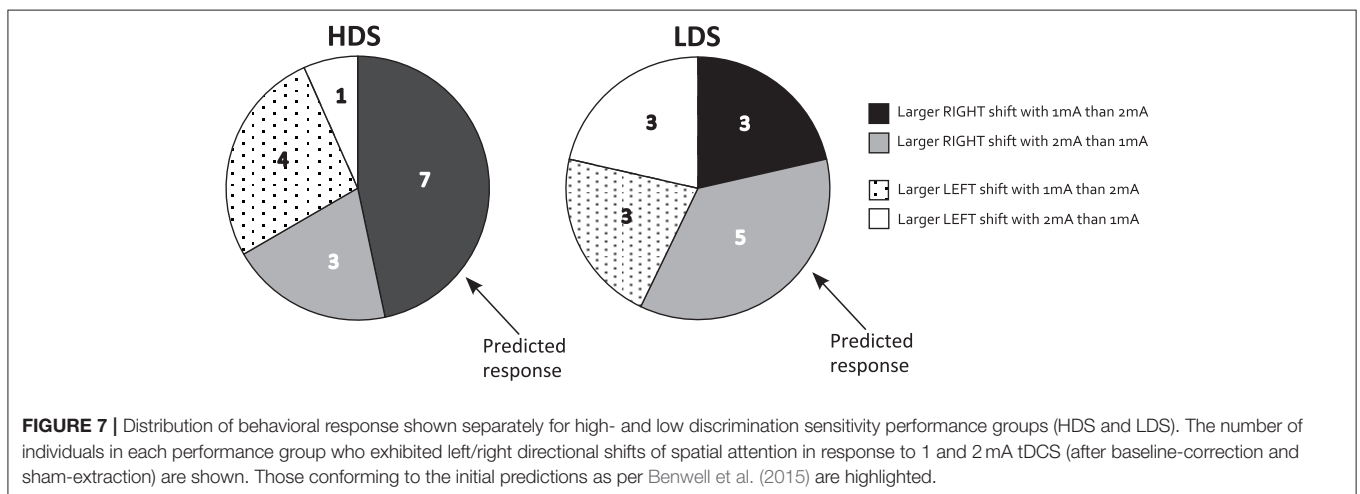 HDS
LDS
1
4
7
3
3
3
3
5
Larger RIGHT shift with 1mA than 2mA
Larger RIGHT shift with 2mA than 1mA
Larger LEFT shift with 1mA than 2mA
Larger LEFT shift with 2mA than 1mA
Predicted
response
Predicted
response
FIGURE 7 | Distribution of behavioral response shown separately for high- and low discrimination sensitivity performance groups (HDS and LDS). The number of
individuals in each performance group who exhibited left/right directional shifts of spatial attention in response to 1 and 2 mA tDCS (after baseline-correction and
sham-extraction) are shown. Those conforming to the initial predictions as per Benwell et al. (2015) are highlighted.